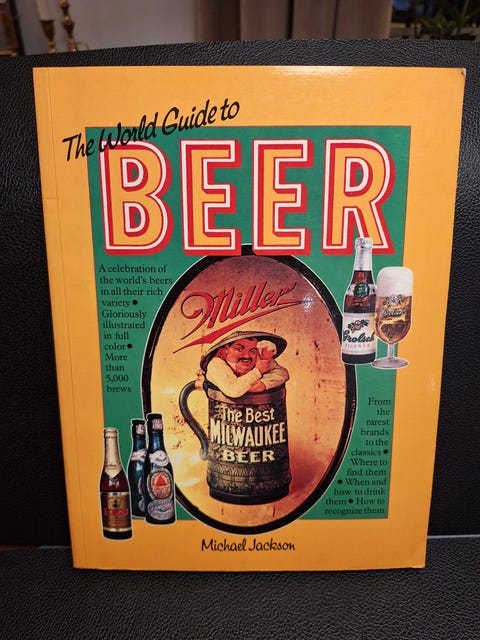 The World Guide to
BEER
A celebration of
the world's beers
in all their rich
variety •
Gloriously
illustrated
in full
color •
More
than
5,000
brews
Miller
The Best
MILWAUKEE
BEER
Grolsch
PILSNER
From
the
rarest
brands
to the
classics •
Where to
find them
• When and
how to drink
them • How to
recognize them
Michael Jackson